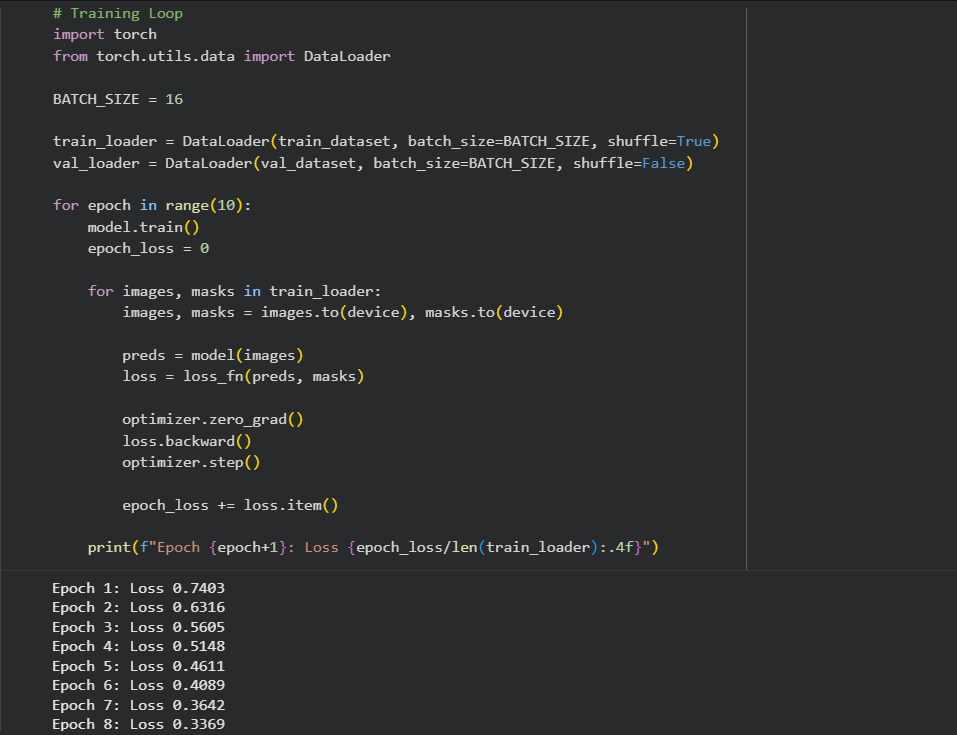 # Training Loop
import torch
from torch.utils.data import DataLoader
BATCH_SIZE = 16
train_loader = DataLoader(train_dataset, batch_size=BATCH_SIZE, shuffle=True)
val_loader = DataLoader(val_dataset, batch_size=BATCH_SIZE, shuffle=False)
for epoch in range(10):
    model.train()
    epoch_loss = 0
    for images, masks in train_loader:
        images, masks = images.to(device), masks.to(device)
        preds = model(images)
        loss = loss_fn(preds, masks)
        optimizer.zero_grad()
        loss.backward()
        optimizer.step()
        epoch_loss += loss.item()
    print(f"Epoch {epoch+1}: Loss {epoch_loss/len(train_loader):.4f}")
Epoch 1: Loss 0.7403
Epoch 2: Loss 0.6316
Epoch 3: Loss 0.5605
Epoch 4: Loss 0.5148
Epoch 5: Loss 0.4611
Epoch 6: Loss 0.4089
Epoch 7: Loss 0.3642
Epoch 8: Loss 0.3369